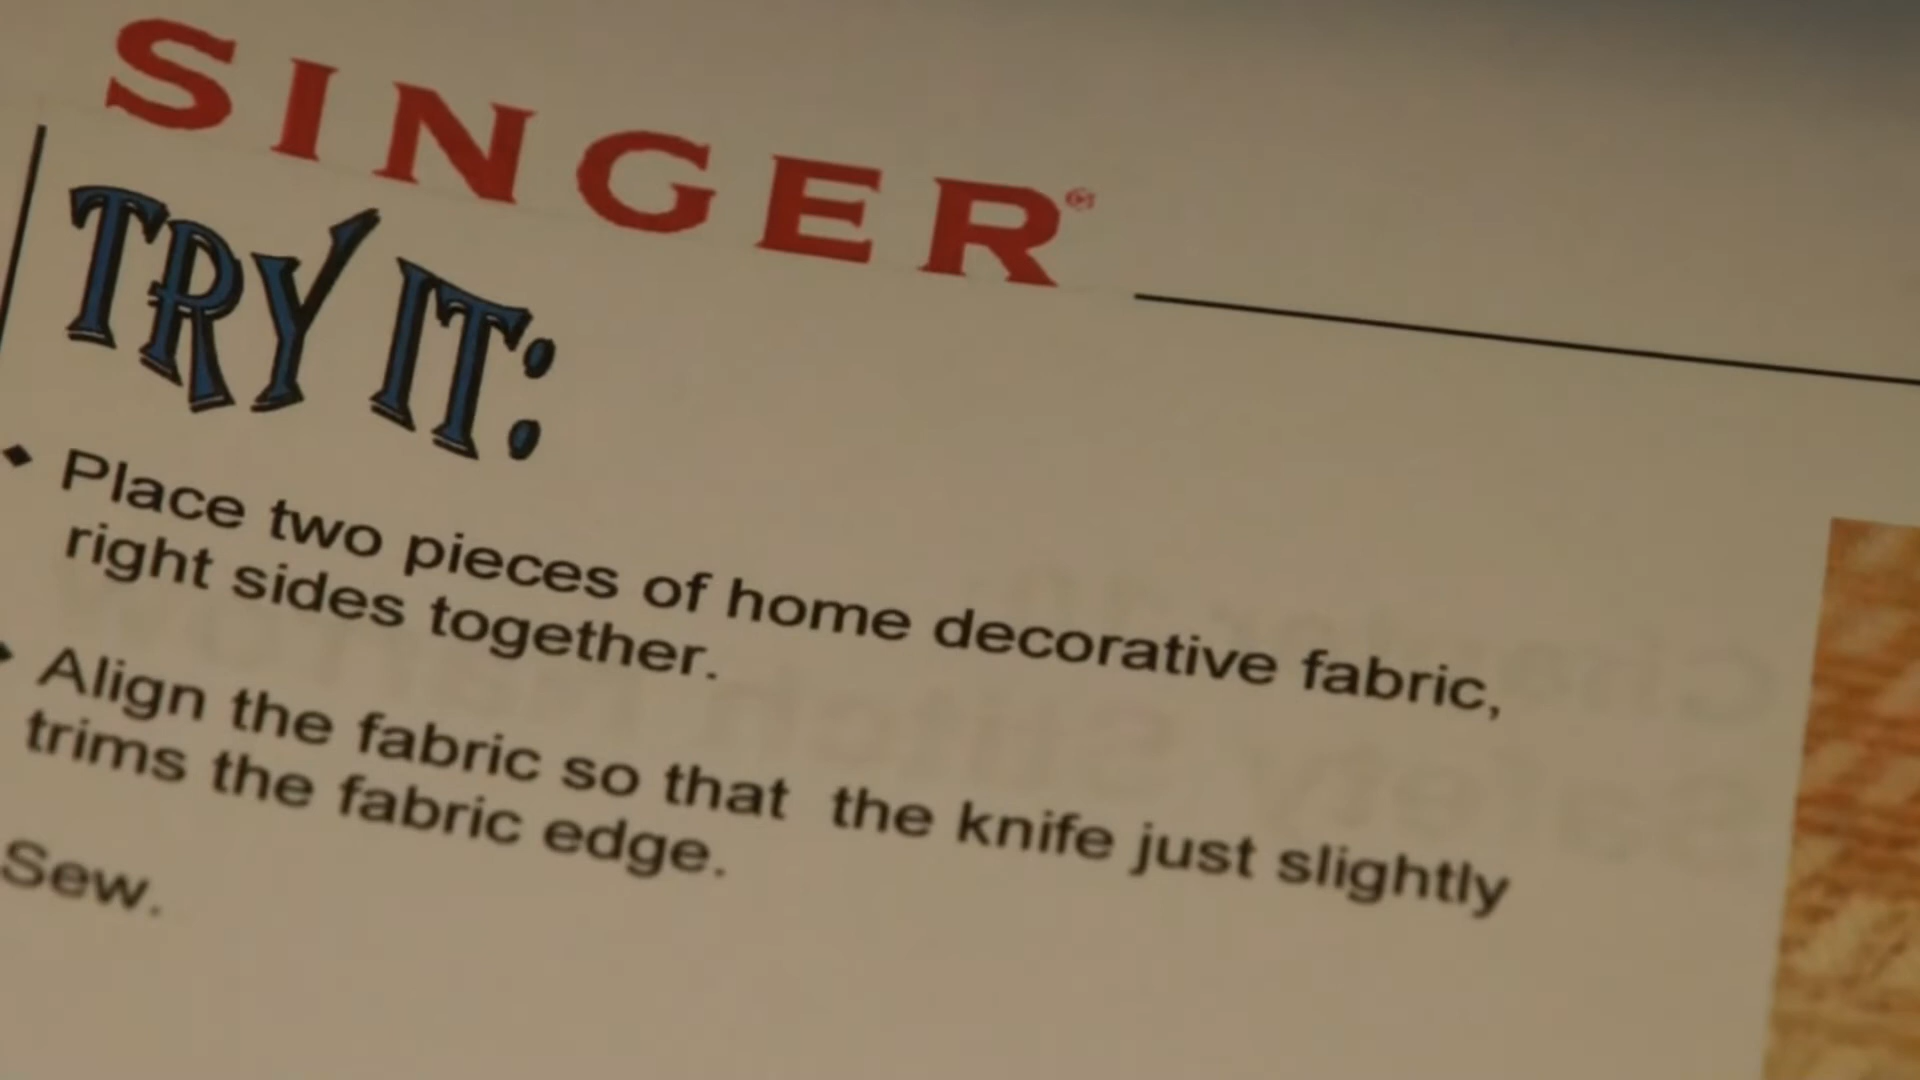 SINGER®
TRY IT:
◆ Place two pieces of home decorative fabric,
right sides together.
◆ Align the fabric so that  the knife just slightly
trims the fabric edge.
Sew.